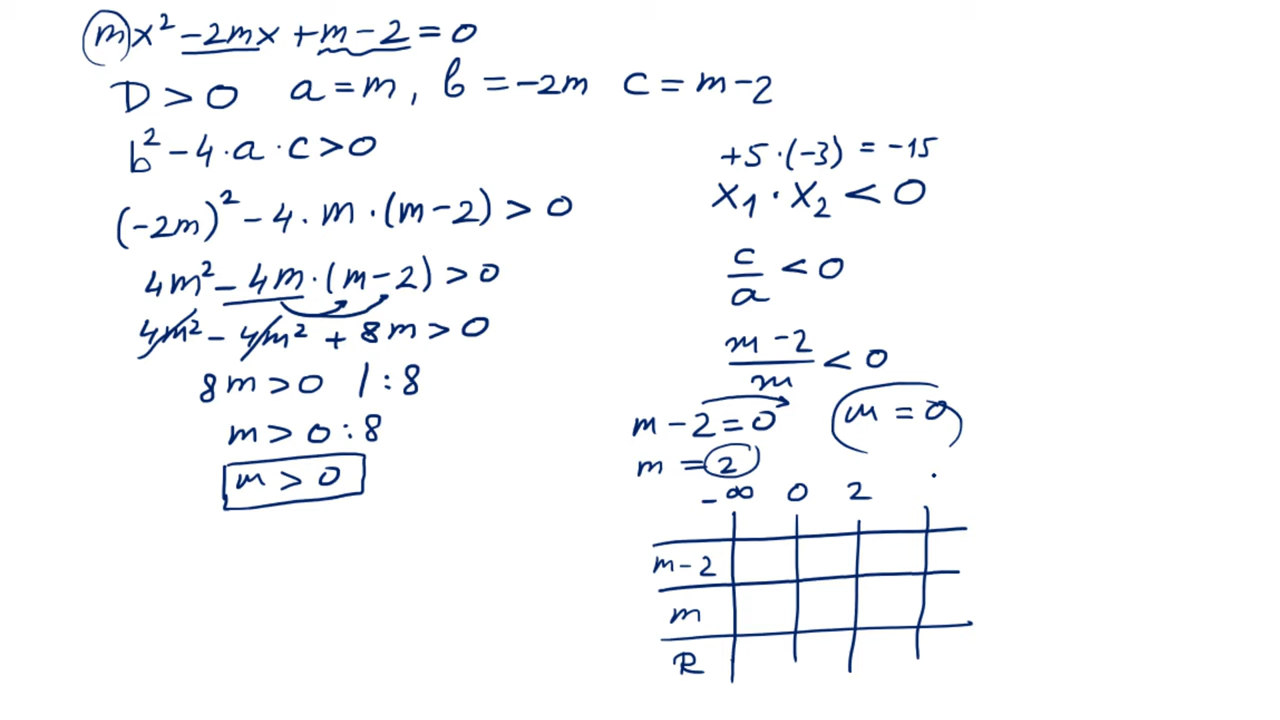 mx² -2mx + m - 2 = 0
D > 0 a = m, b = -2m c = m-2
b² - 4 · a · c > 0
(-2m)² - 4 · m · (m-2) > 0
4m² - 4m · (m-2) > 0
4m² - 4m² + 8m > 0
8m > 0 / : 8
m > 0 : 8
m > 0
+5 · (-3) = -15
x₁ · x₂ < 0
c/a < 0
m-2/m < 0
m - 2 = 0 m = 0
m = 2
-∞ 0 2
m-2
m
R